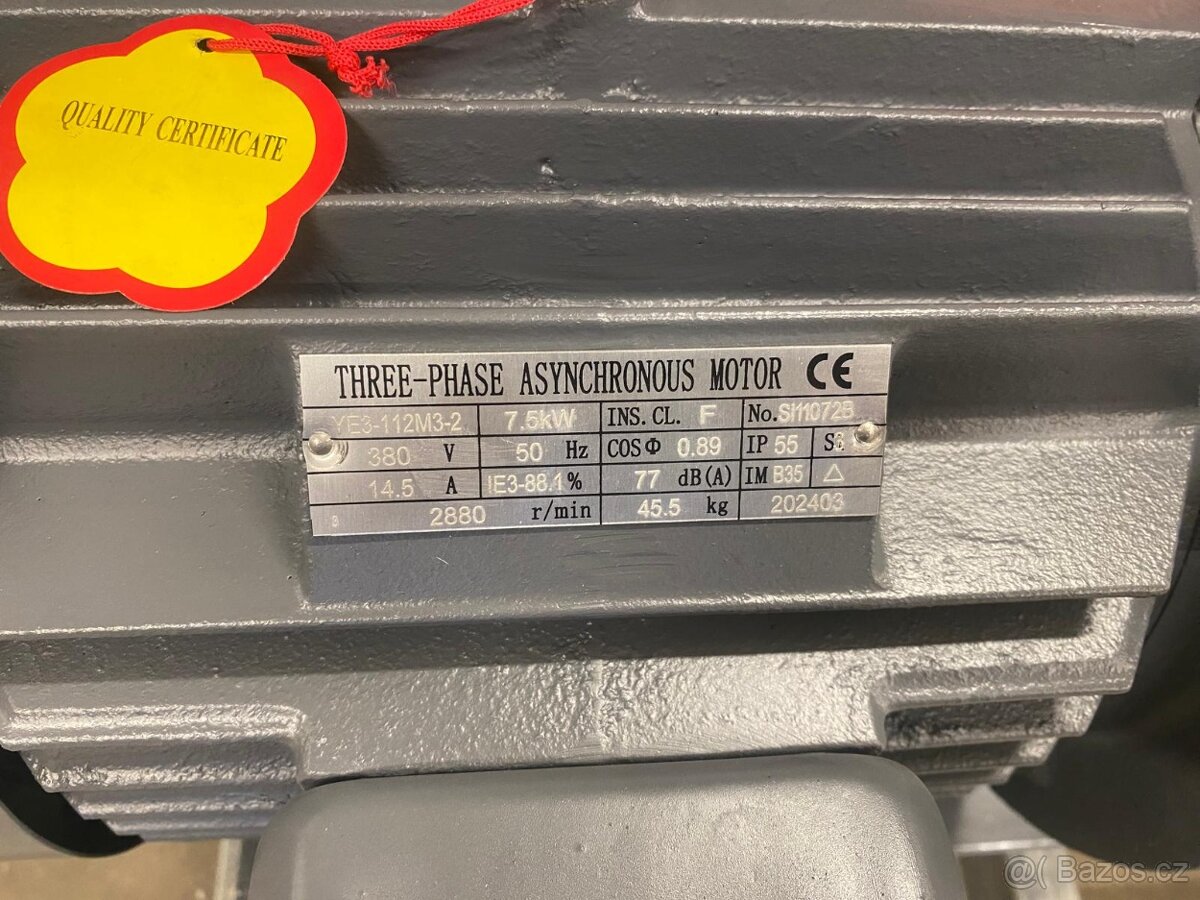 QUALITY CERTIFICATE
THREE-PHASE ASYNCHRONOUS MOTOR CE
YE3-112M3-2 7.5kW INS. CL. F No.
380 V 50 Hz COSΦ 0.89 IP 55
14.5 A IE3-88.1% 77 dB(A) IM B35 △
2880 r/min 45.5 kg 202403
@( Bazos.cz